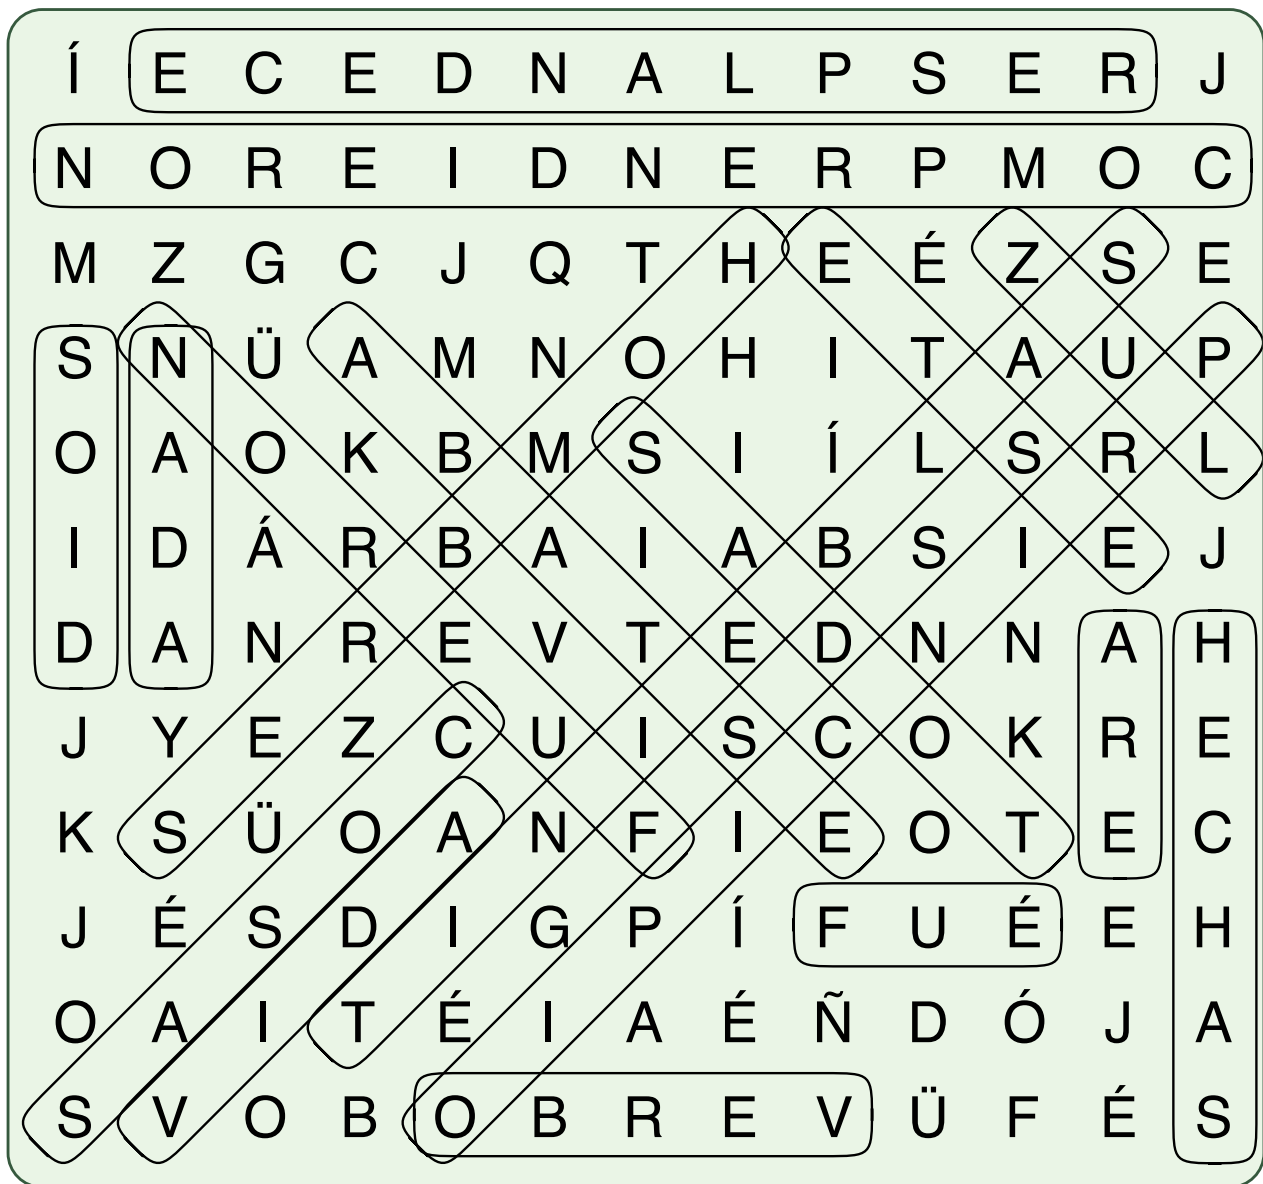 Í E C E D N A L P S E R J
N O R E I D N E R P M O C
M Z G C J Q T H E É Z S E
S N Ü A M N O H I T A U P
O A O K B M S I Í L S R L
I D Á R B A I A B S I E J
D A N R E V T E D N N A H
J Y E Z C U I S C O K R E
K S Ü O A N F I E O T E C
J É S D I G P Í F U É E H
O A I T É I A É Ñ D Ó J A
S V O B O B R E V Ü F É S